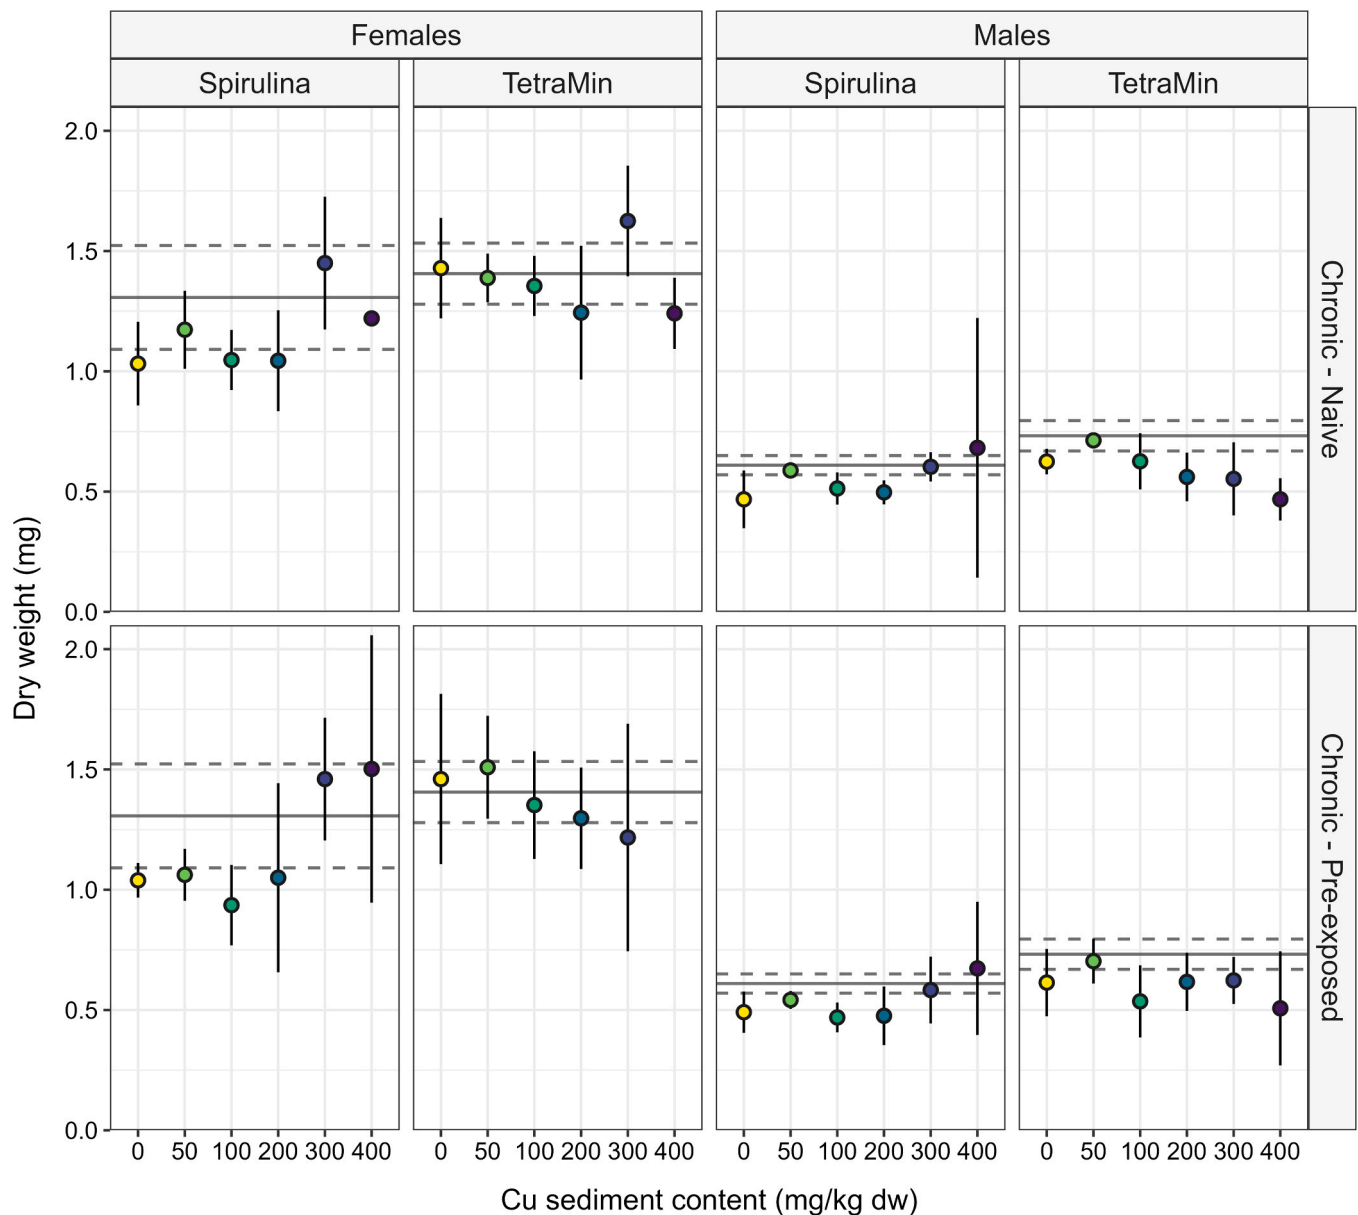 Females
Males
Spirulina
TetraMin
Spirulina
TetraMin
2.0
1.5
1.0
0.5
0.0
Chronic - Naive
Dry weight (mg)
2.0
1.5
1.0
0.5
0.0
Chronic - Pre-exposed
0 50 100 200 300 400
0 50 100 200 300 400
0 50 100 200 300 400
0 50 100 200 300 400
Cu sediment content (mg/kg dw)